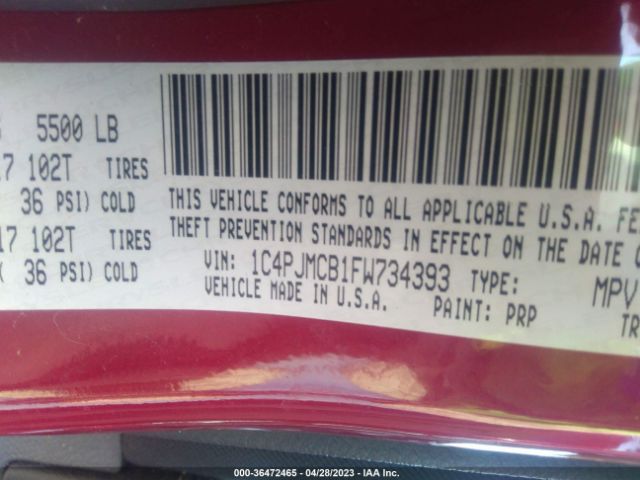 5500 LB
17 102T TIRES
36 PSI) COLD
17 102T TIRES
36 PSI) COLD
THIS VEHICLE CONFORMS TO ALL APPLICABLE U.S.A. FE
THEFT PREVENTION STANDARDS IN EFFECT ON THE DATE O
VIN: 1C4PJMCB1FW734393 TYPE: MPV
VEHICLE MADE IN U.S.A. PAINT: PRP TR
000-36472465 - 04/28/2023 - IAA Inc.